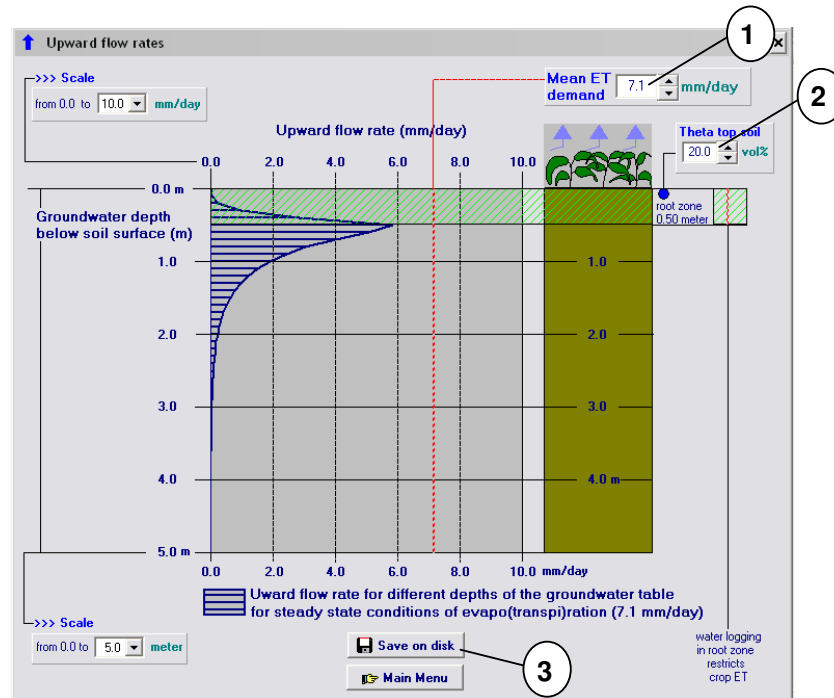 Upward flow rates
1
>>> Scale
from 0.0 to 10.0 mm/day
Mean ET
demand 7.1 mm/day
2
Theta top soil
20.0 vol%
Upward flow rate (mm/day)
0.0 2.0 4.0 6.0 8.0 10.0
0.0 m
Groundwater depth
below soil surface (m)
root zone
0.50 meter
1.0 1.0
2.0 2.0
3.0 3.0
4.0 4.0 m
5.0 m
0.0 2.0 4.0 6.0 8.0 10.0 mm/day
Uward flow rate for different depths of the groundwater table
for steady state conditions of evapo(transpi)ration (7.1 mm/day)
>>> Scale
from 0.0 to 5.0 meter
water logging
in root zone
restricts
crop ET
Save on disk
3
Main Menu